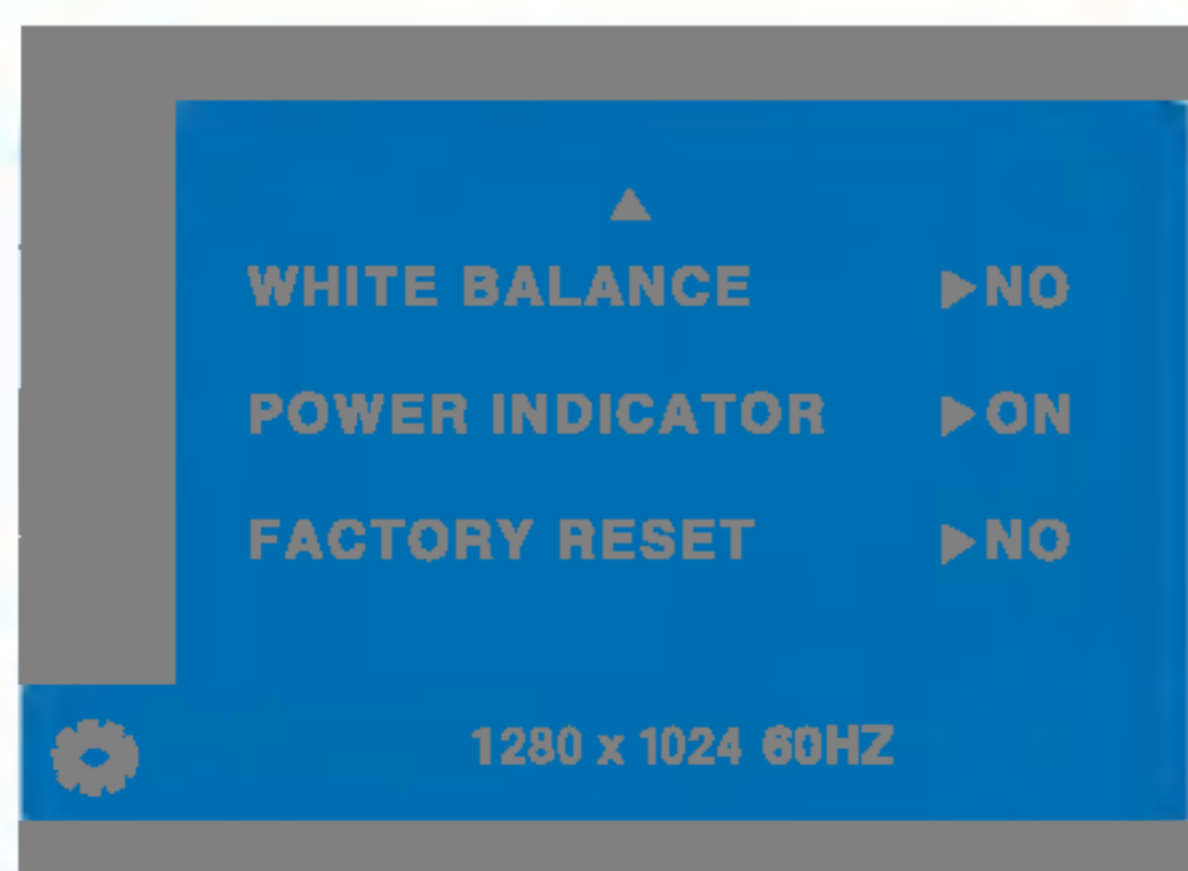 WHITE BALANCE ▶NO
POWER INDICATOR ▶ON
FACTORY RESET ▶NO
1280 x 1024 60HZ